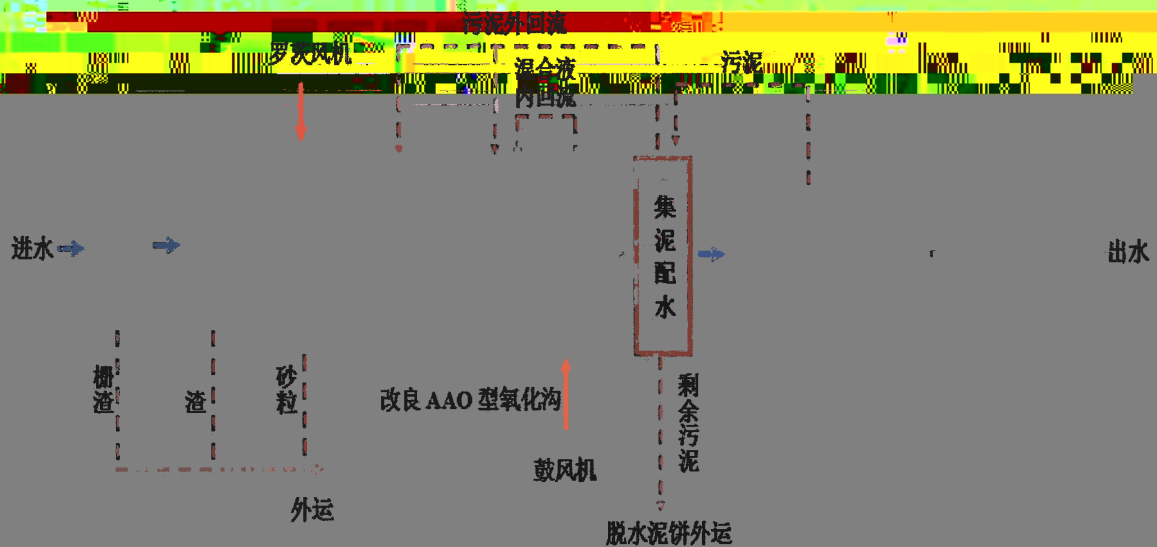 污泥外回流
罗茨风机
混合液
内回流
污泥
进水
集泥配水
出水
栅渣
渣
砂粒
改良 AAO 型氧化沟
剩余污泥
鼓风机
外运
脱水泥饼外运